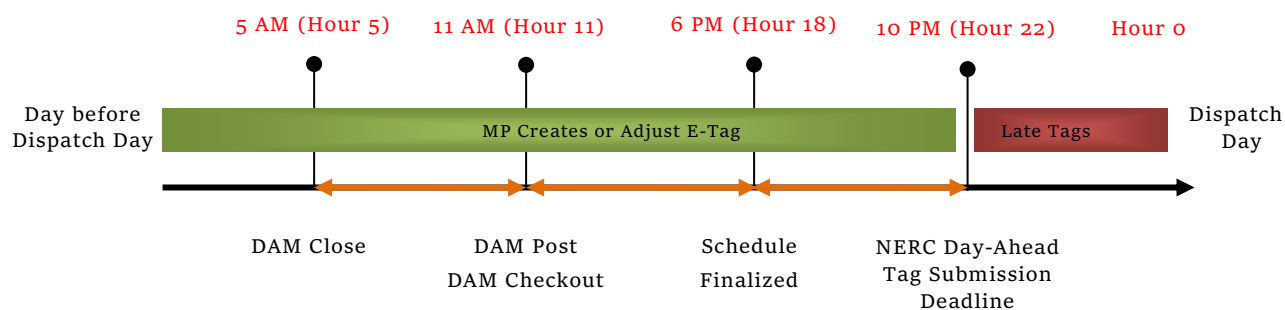 5 AM (Hour 5)
11 AM (Hour 11)
6 PM (Hour 18)
10 PM (Hour 22)
Hour 0
Day before
Dispatch Day
MP Creates or Adjust E-Tag
Late Tags
Dispatch
Day
DAM Close
DAM Post
DAM Checkout
Schedule
Finalized
NERC Day-Ahead
Tag Submission
Deadline